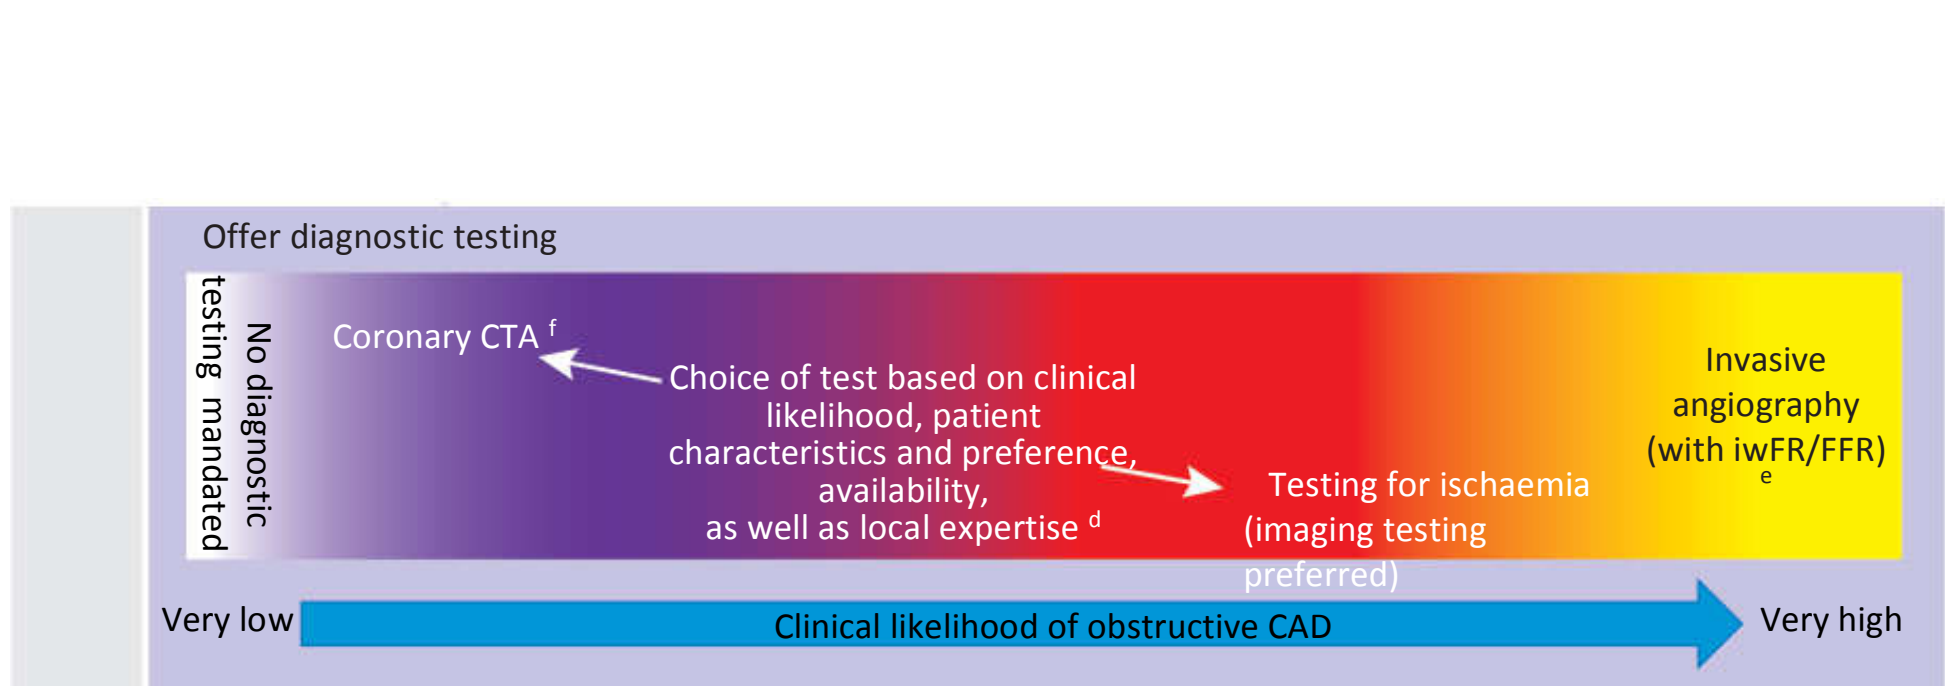 Offer diagnostic testing
No diagnostic
testing mandated
Coronary CTA f
Choice of test based on clinical
likelihood, patient
characteristics and preference,
availability,
as well as local expertise d
Testing for ischaemia
(imaging testing
preferred)
Invasive
angiography
(with iwFR/FFR)
e
Very low
Clinical likelihood of obstructive CAD
Very high